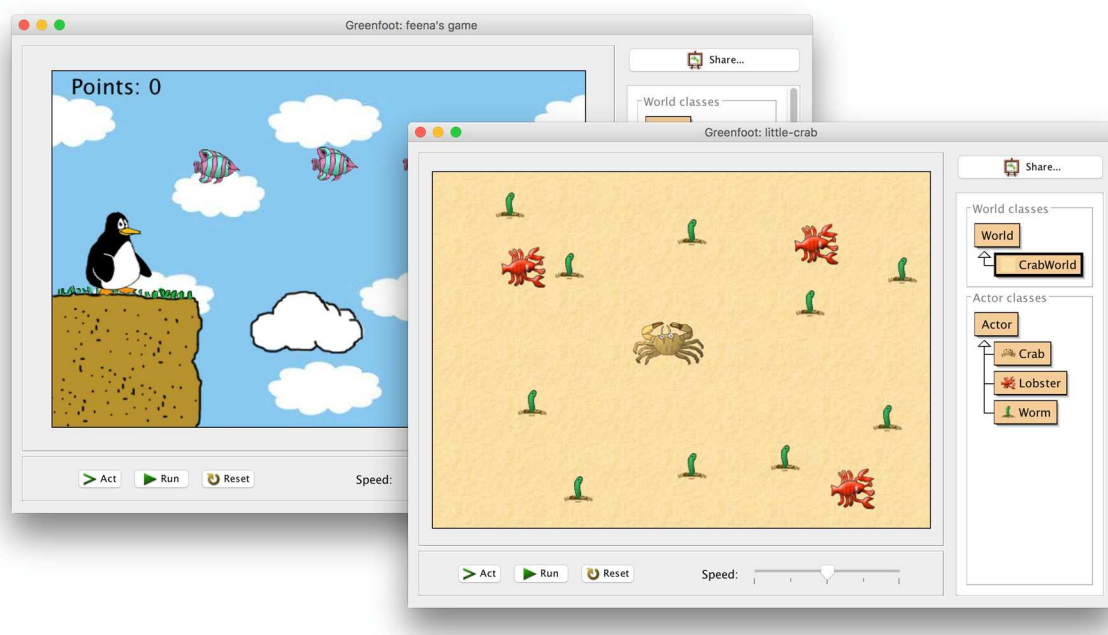 Greenfoot: feena's game
Points: 0
Share...
World classes
Act
Run
Reset
Speed:
Greenfoot: little-crab
Share...
World classes
World
CrabWorld
Actor classes
Actor
Crab
Lobster
Worm
Act
Run
Reset
Speed: